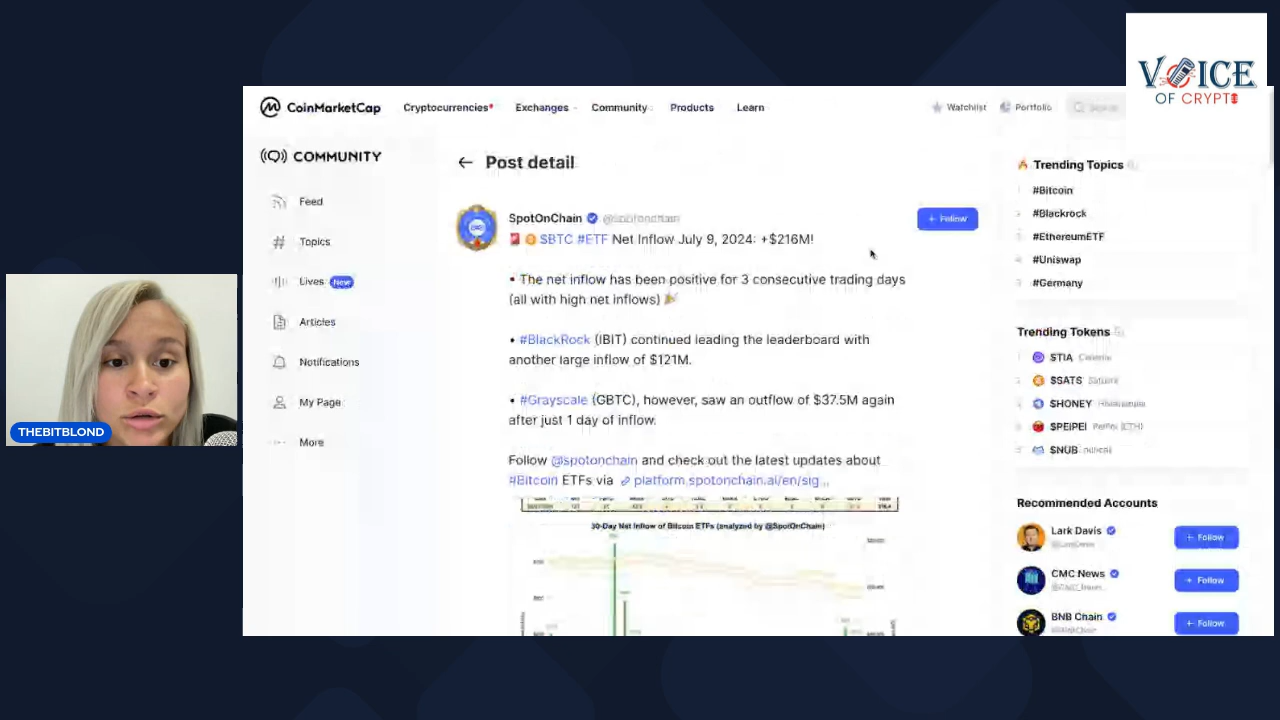 VOICE
OF CRYPTO
CoinMarketCap
Cryptocurrencies
Exchanges
Community
Products
Learn
Watchlist
Portfolio
COMMUNITY
Feed
Topics
Lives New
Articles
Notifications
My Page
More
← Post detail
SpotOnChain @spotonchain
+ Follow
$BTC #ETF Net Inflow July 9, 2024: +$216M!
• The net inflow has been positive for 3 consecutive trading days
(all with high net inflows)
• #BlackRock (IBIT) continued leading the leaderboard with
another large inflow of $121M.
• #Grayscale (GBTC), however, saw an outflow of $37.5M again
after just 1 day of inflow.
Follow @spotonchain and check out the latest updates about
#Bitcoin ETFs via platform.spotonchain.ai/en/sig...
30-Day Net Inflow of Bitcoin ETFs (analyzed by @SpotOnChain)
Trending Topics
#Bitcoin
#Blackrock
#EthereumETF
#Uniswap
#Germany
Trending Tokens
$TIA Celestia
$SATS
$HONEY
$PEIPEI PeiPei (ETH)
$NUB
Recommended Accounts
Lark Davis
+ Follow
CMC News
+ Follow
BNB Chain
+ Follow
THEBITBLOND